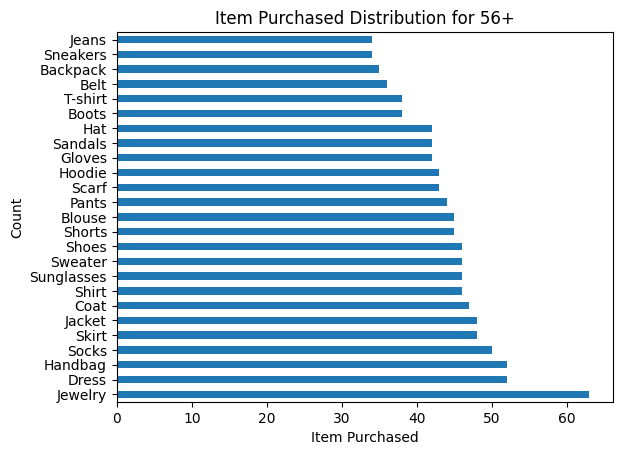 Item Purchased Distribution for 56+
Count
Jeans
Sneakers
Backpack
Belt
T-shirt
Boots
Hat
Sandals
Gloves
Hoodie
Scarf
Pants
Blouse
Shorts
Shoes
Sweater
Sunglasses
Shirt
Coat
Jacket
Skirt
Socks
Handbag
Dress
Jewelry
0 10 20 30 40 50 60
Item Purchased